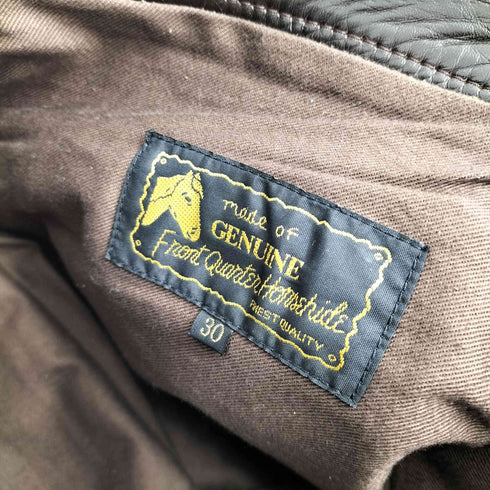 made of
GENUINE
Front Quarter Horsehide
FINEST QUALITY
30